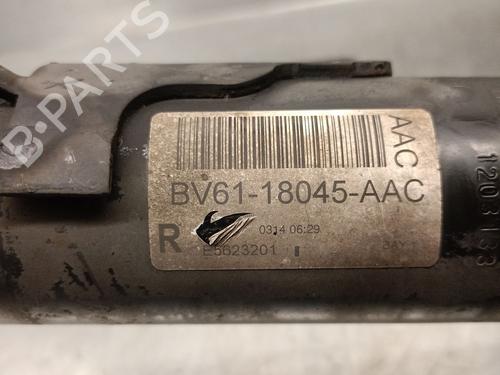 B-PARTS
AAC
BV61-18045-AAC
R
0314 06:29
E5623201
1203133